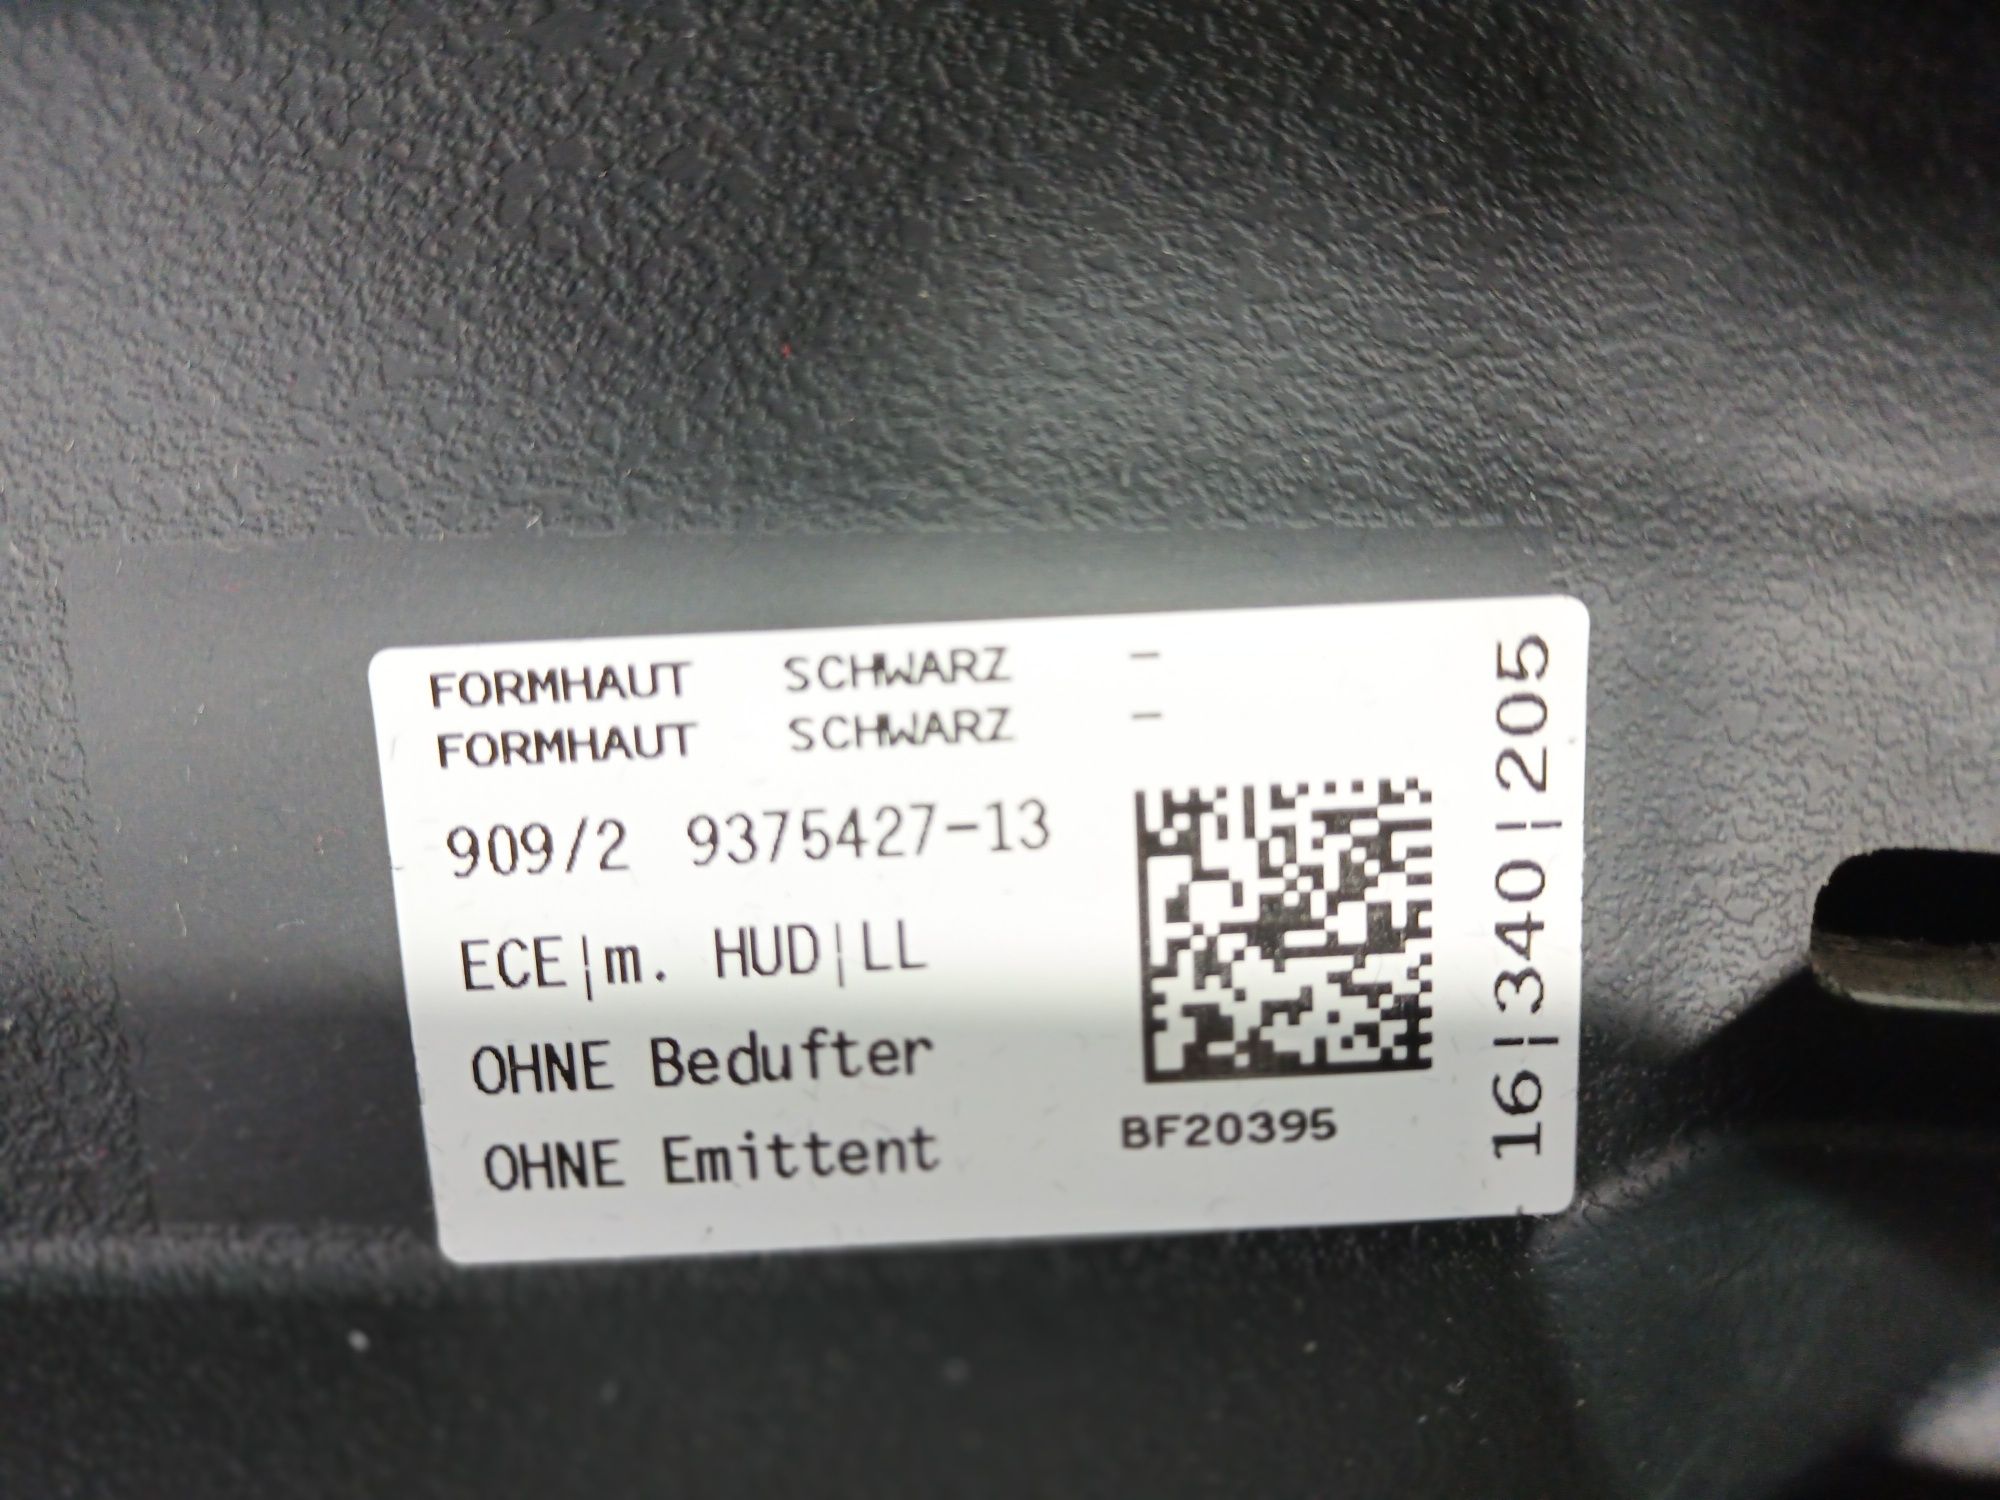 FORMHAUT SCHWARZ –
FORMHAUT SCHWARZ –
909/2 9375427-13
ECE|m. HUD|LL
OHNE Bedufter
OHNE Emittent
BF20395
16|340|205